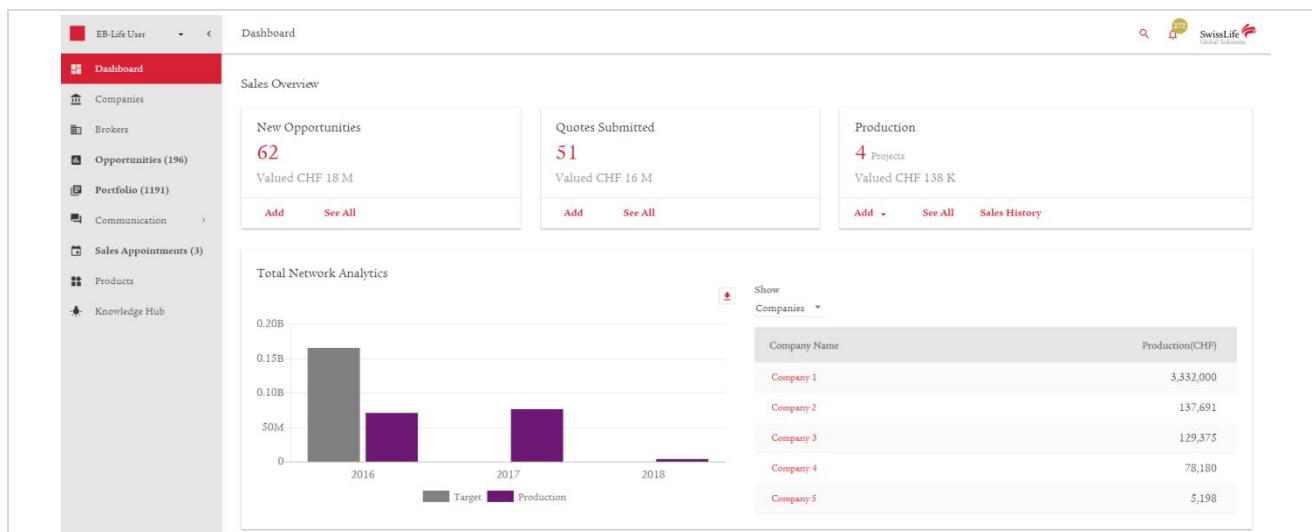 EB-Life User
Dashboard
272
SwissLife
Global Solutions
Dashboard
Companies
Brokers
Opportunities (196)
Portfolio (1191)
Communication
Sales Appointments (3)
Products
Knowledge Hub
Sales Overview
New Opportunities
62
Valued CHF 18 M
Add See All
Quotes Submitted
51
Valued CHF 16 M
Add See All
Production
4 Projects
Valued CHF 138 K
Add See All Sales History
Total Network Analytics
0.20B
0.15B
0.10B
50M
0
2016 2017 2018
Target Production
Show
Companies
Company Name Production(CHF)
Company 1 3,332,000
Company 2 137,691
Company 3 129,375
Company 4 78,180
Company 5 5,198